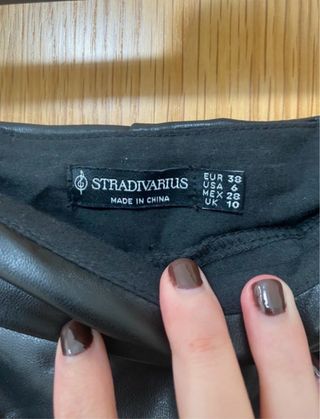 STRADIVARIUS
MADE IN CHINA
EUR 38
USA 6
MEX 28
UK 10